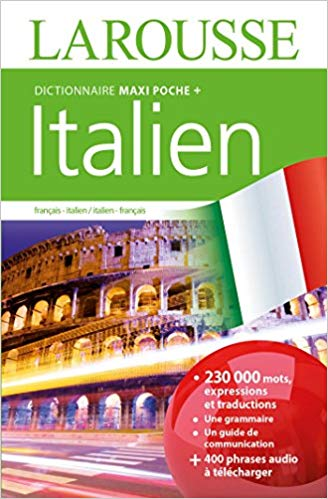 LAROUSSE
DICTIONNAIRE MAXI POCHE +
Italien
français - italien / italien - français
• 230 000 mots,
expressions
et traductions
• Une grammaire
• Un guide de
communication
+ 400 phrases audio
à télécharger